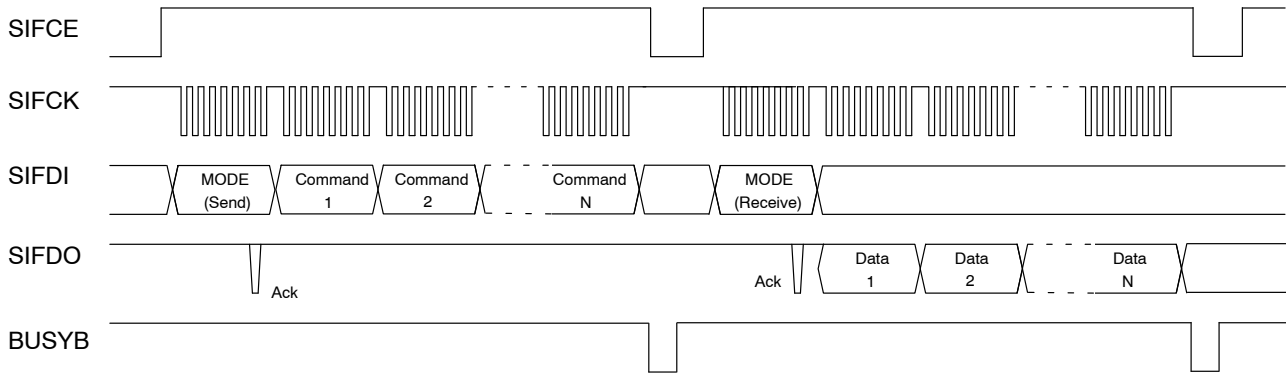 SIFCE
SIFCK
SIFDI
MODE
(Send)
Command
1
Command
2
Command
N
MODE
(Receive)
SIFDO
Ack
Ack
Data
1
Data
2
Data
N
BUSYB